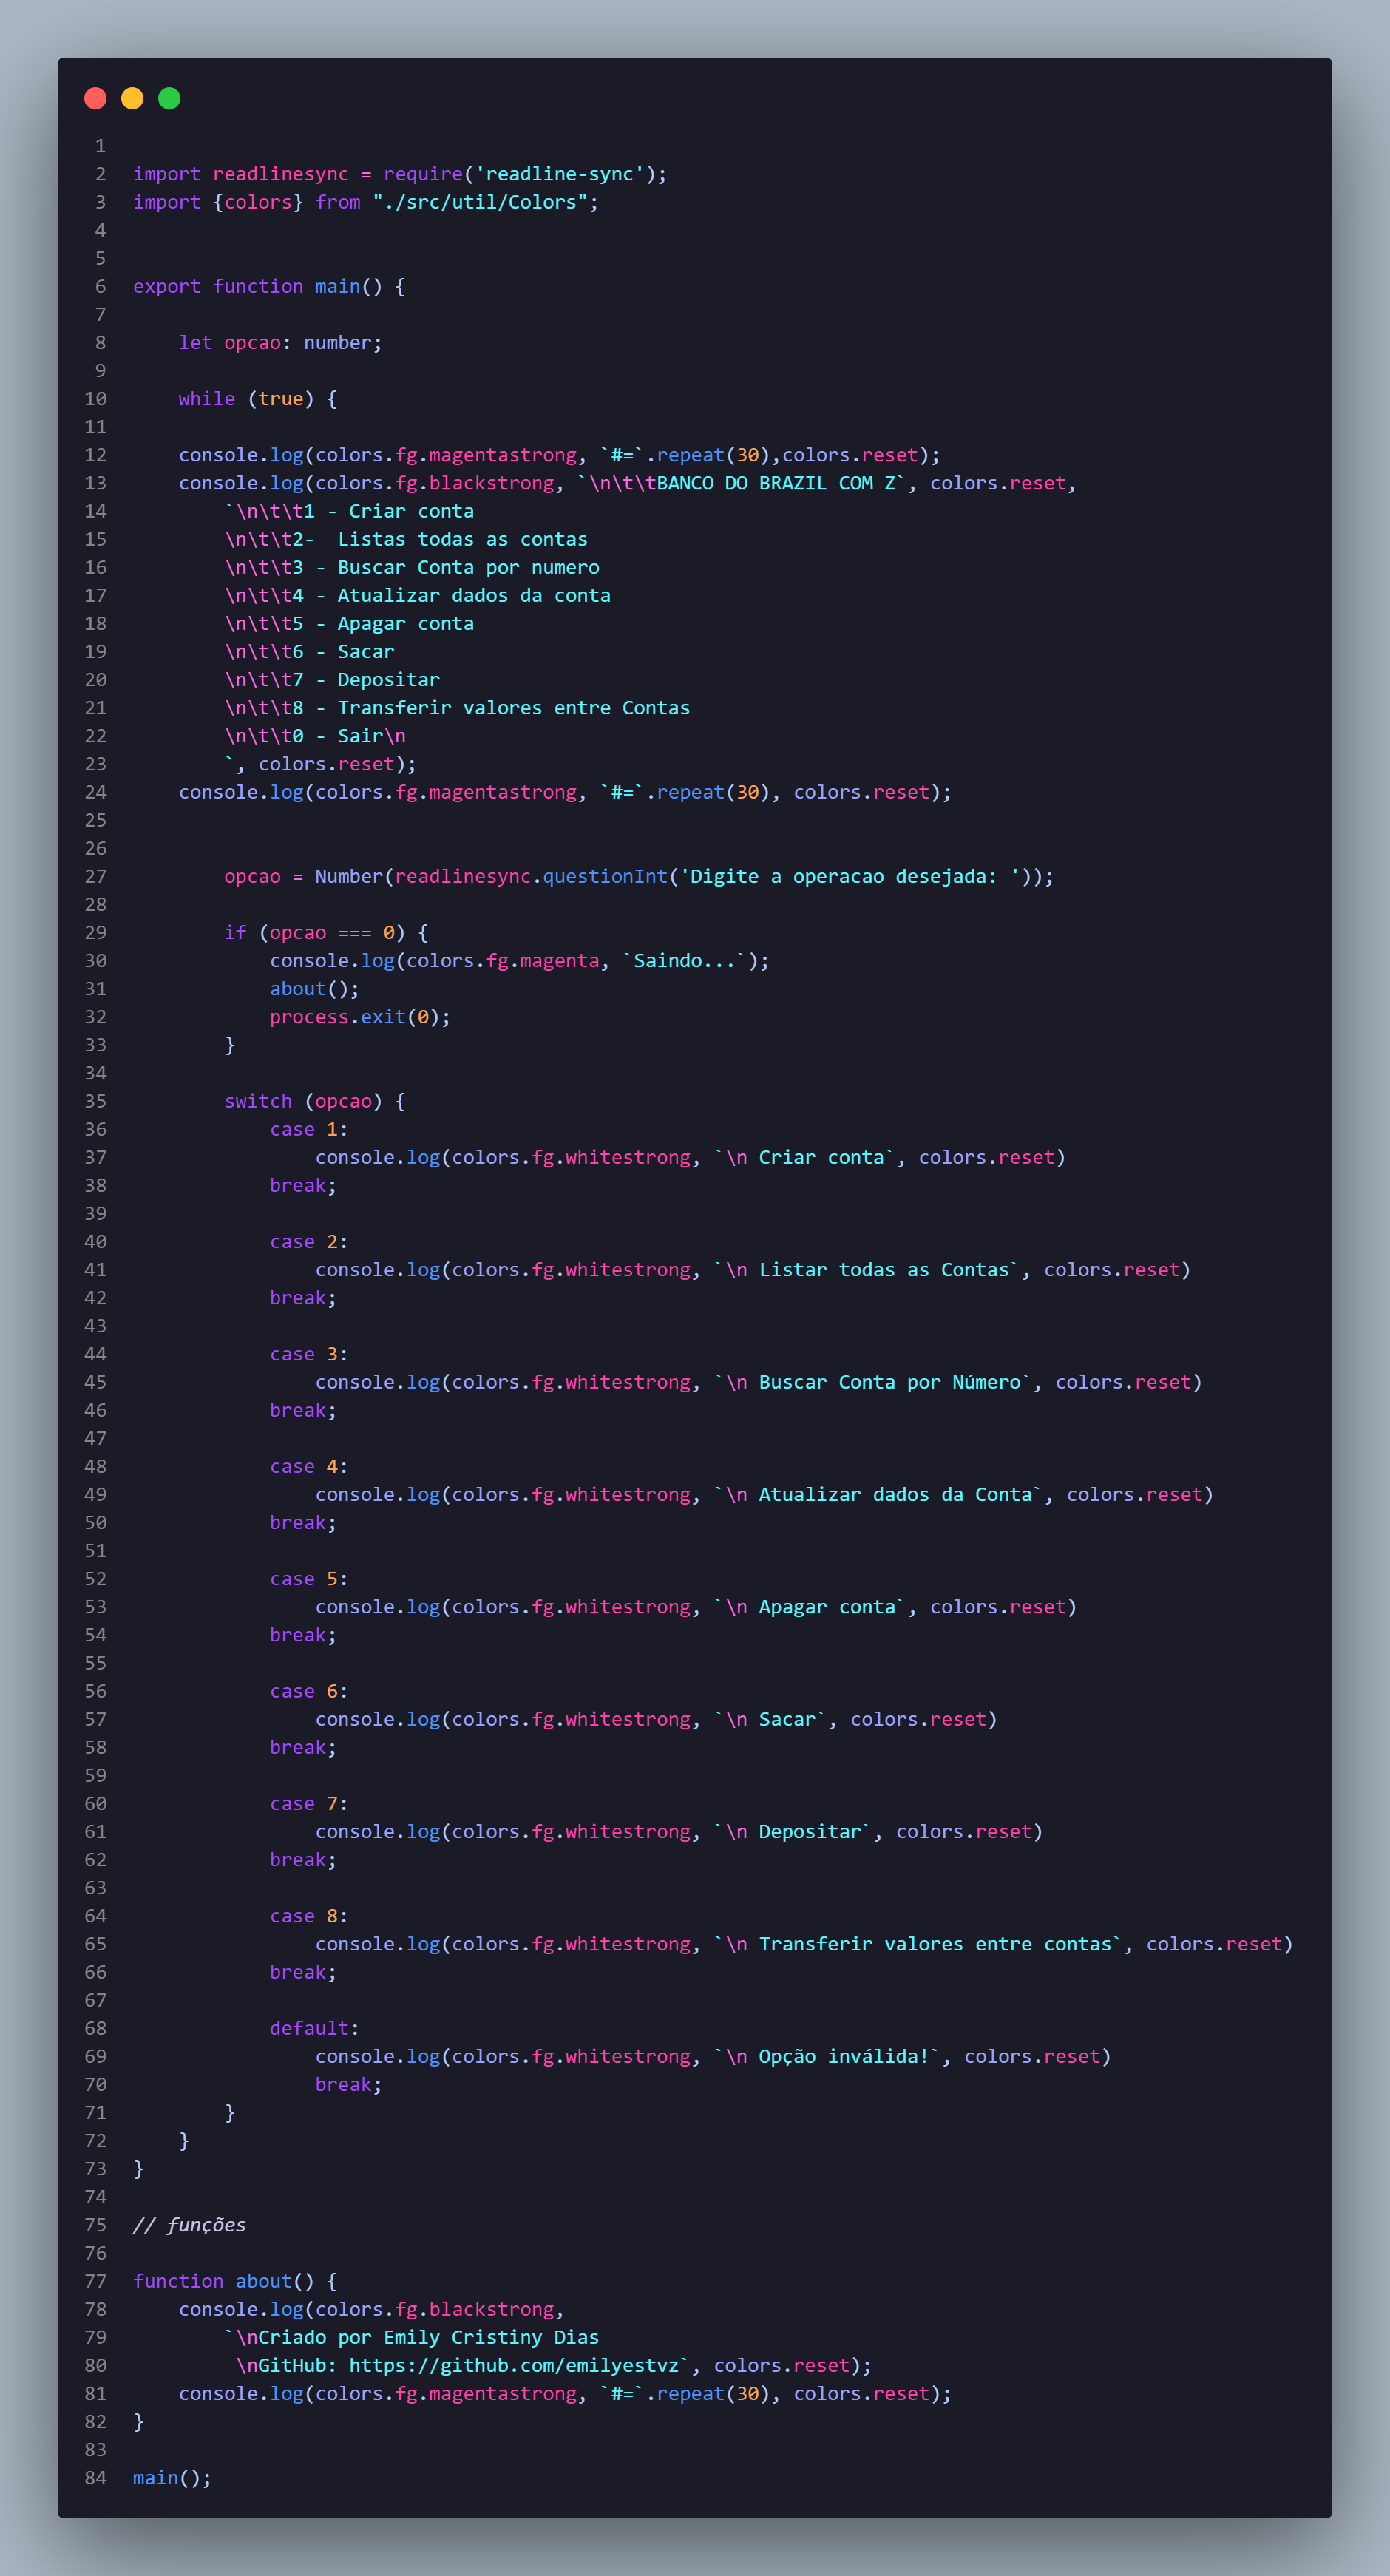 1
2 import readlinesync = require('readline-sync');
3 import {colors} from "./src/util/Colors";
4
5
6 export function main() {
7
8     let opcao: number;
9
10     while (true) {
11
12     console.log(colors.fg.magentastrong, `#=`.repeat(30),colors.reset);
13     console.log(colors.fg.blackstrong, `\n\t\tBANCO DO BRAZIL COM Z`, colors.reset,
14         `\n\t\t1 - Criar conta
15         \n\t\t2-  Listas todas as contas
16         \n\t\t3 - Buscar Conta por numero
17         \n\t\t4 - Atualizar dados da conta
18         \n\t\t5 - Apagar conta
19         \n\t\t6 - Sacar
20         \n\t\t7 - Depositar
21         \n\t\t8 - Transferir valores entre Contas
22         \n\t\t0 - Sair\n
23         `, colors.reset);
24     console.log(colors.fg.magentastrong, `#=`.repeat(30), colors.reset);
25
26
27         opcao = Number(readlinesync.questionInt('Digite a operacao desejada: '));
28
29         if (opcao === 0) {
30             console.log(colors.fg.magenta, `Saindo...`);
31             about();
32             process.exit(0);
33         }
34
35         switch (opcao) {
36             case 1:
37                 console.log(colors.fg.whitestrong, `\n Criar conta`, colors.reset)
38             break;
39
40             case 2:
41                 console.log(colors.fg.whitestrong, `\n Listar todas as Contas`, colors.reset)
42             break;
43
44             case 3:
45                 console.log(colors.fg.whitestrong, `\n Buscar Conta por Número`, colors.reset)
46             break;
47
48             case 4:
49                 console.log(colors.fg.whitestrong, `\n Atualizar dados da Conta`, colors.reset)
50             break;
51
52             case 5:
53                 console.log(colors.fg.whitestrong, `\n Apagar conta`, colors.reset)
54             break;
55
56             case 6:
57                 console.log(colors.fg.whitestrong, `\n Sacar`, colors.reset)
58             break;
59
60             case 7:
61                 console.log(colors.fg.whitestrong, `\n Depositar`, colors.reset)
62             break;
63
64             case 8:
65                 console.log(colors.fg.whitestrong, `\n Transferir valores entre contas`, colors.reset)
66             break;
67
68             default:
69                 console.log(colors.fg.whitestrong, `\n Opção inválida!`, colors.reset)
70                 break;
71         }
72     }
73 }
74
75 // funções
76
77 function about() {
78     console.log(colors.fg.blackstrong,
79         `\nCriado por Emily Cristiny Dias
80          \nGitHub: https://github.com/emilyestvz`, colors.reset);
81     console.log(colors.fg.magentastrong, `#=`.repeat(30), colors.reset);
82 }
83
84 main();